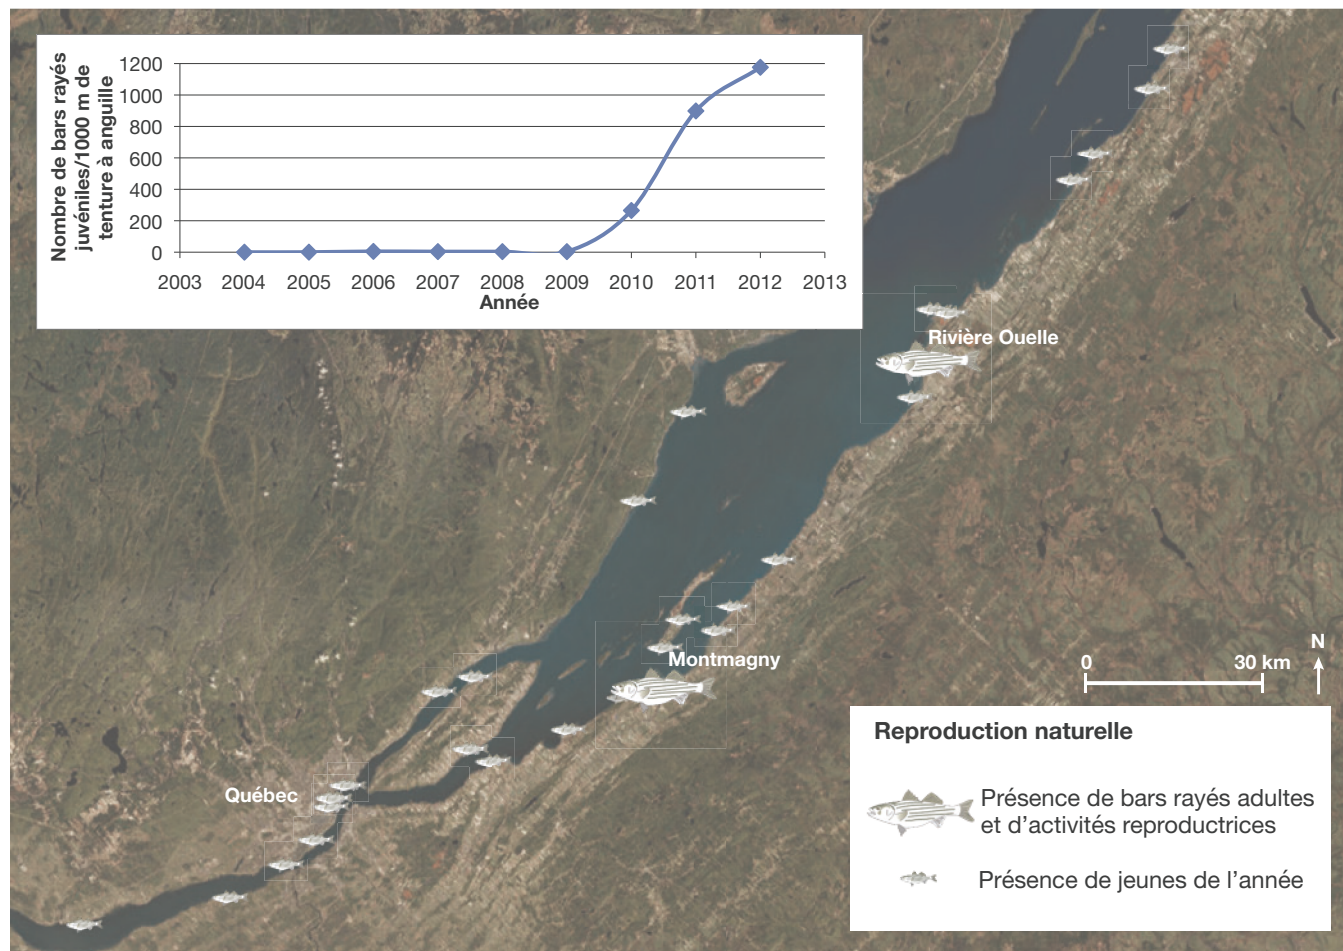 Nombre de bars rayés
juvéniles/1000 m de
tenture à anguille
1200
1000
800
600
400
200
0
2003 2004 2005 2006 2007 2008 2009 2010 2011 2012 2013
Année
Rivière Ouelle
Montmagny
Québec
N
0 30 km
Reproduction naturelle
Présence de bars rayés adultes
et d’activités reproductrices
Présence de jeunes de l’année